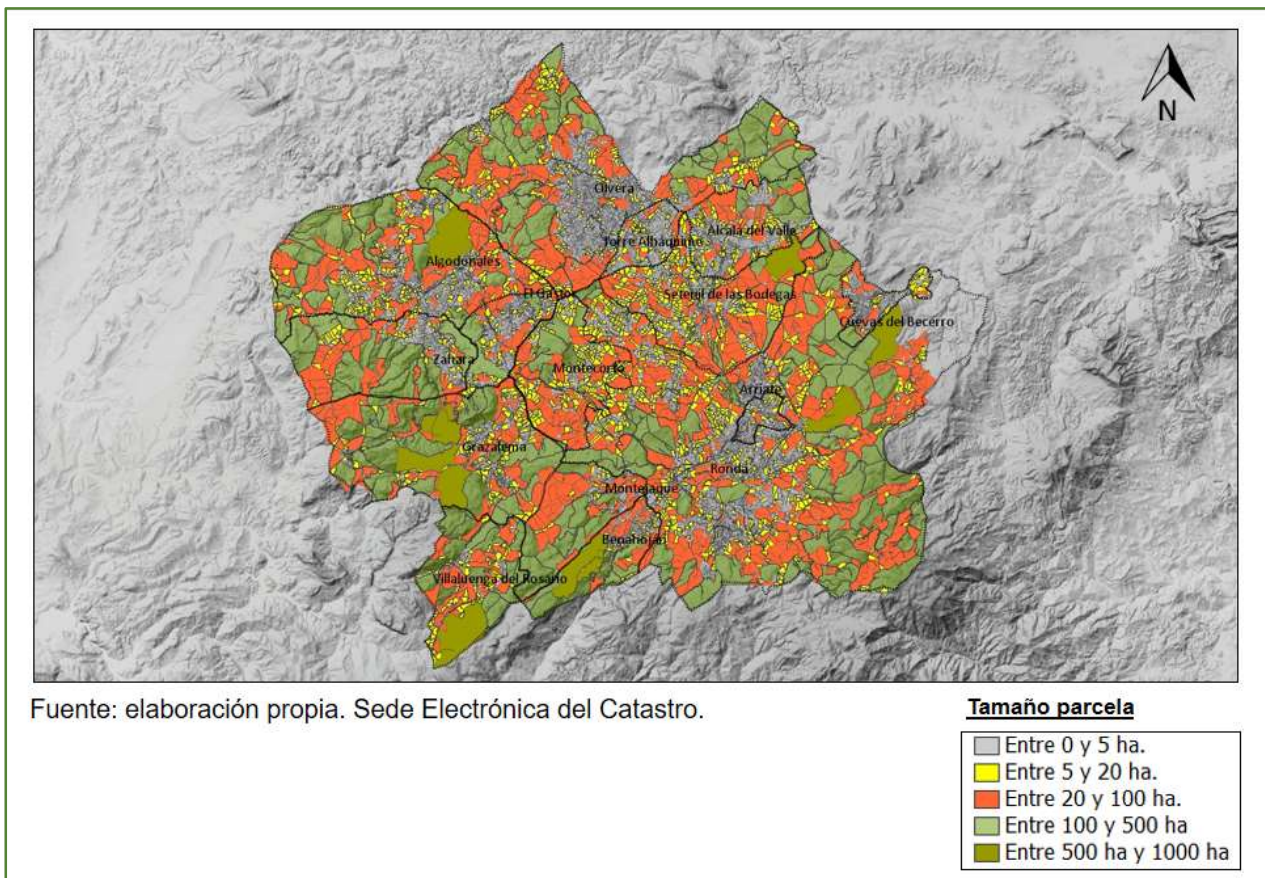 N
Olvera
Torre Alháquime
Alcala del Valle
Algodonales
El Gastor
Setenil de las Bodegas
Cuevas del Becerro
Zahara
Montecorto
Arriate
Grazalema
Ronda
Montejaque
Benaoján
Villaluenga del Rosario
Fuente: elaboración propia. Sede Electrónica del Catastro.
Tamaño parcela
Entre 0 y 5 ha.
Entre 5 y 20 ha.
Entre 20 y 100 ha.
Entre 100 y 500 ha
Entre 500 ha y 1000 ha